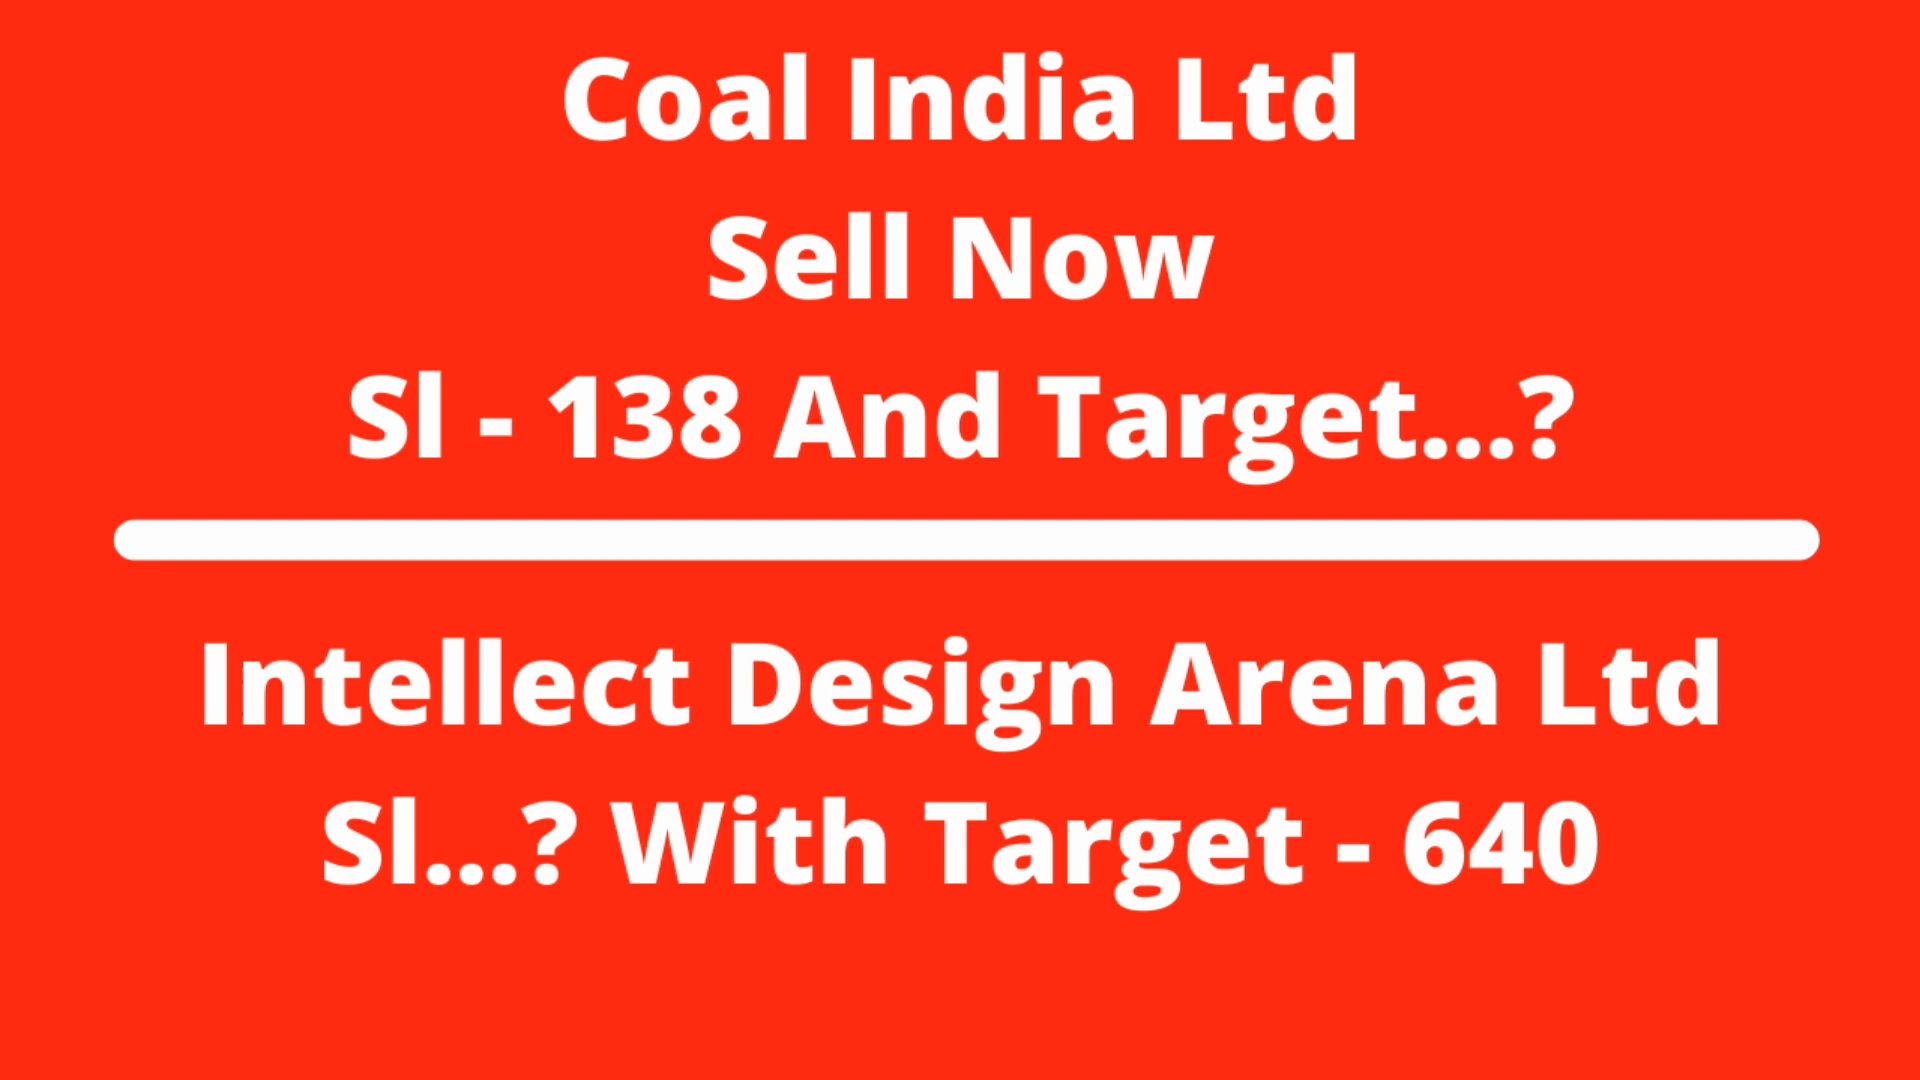 Coal India Ltd
Sell Now
Sl - 138 And Target...?
Intellect Design Arena Ltd
Sl...? With Target - 640